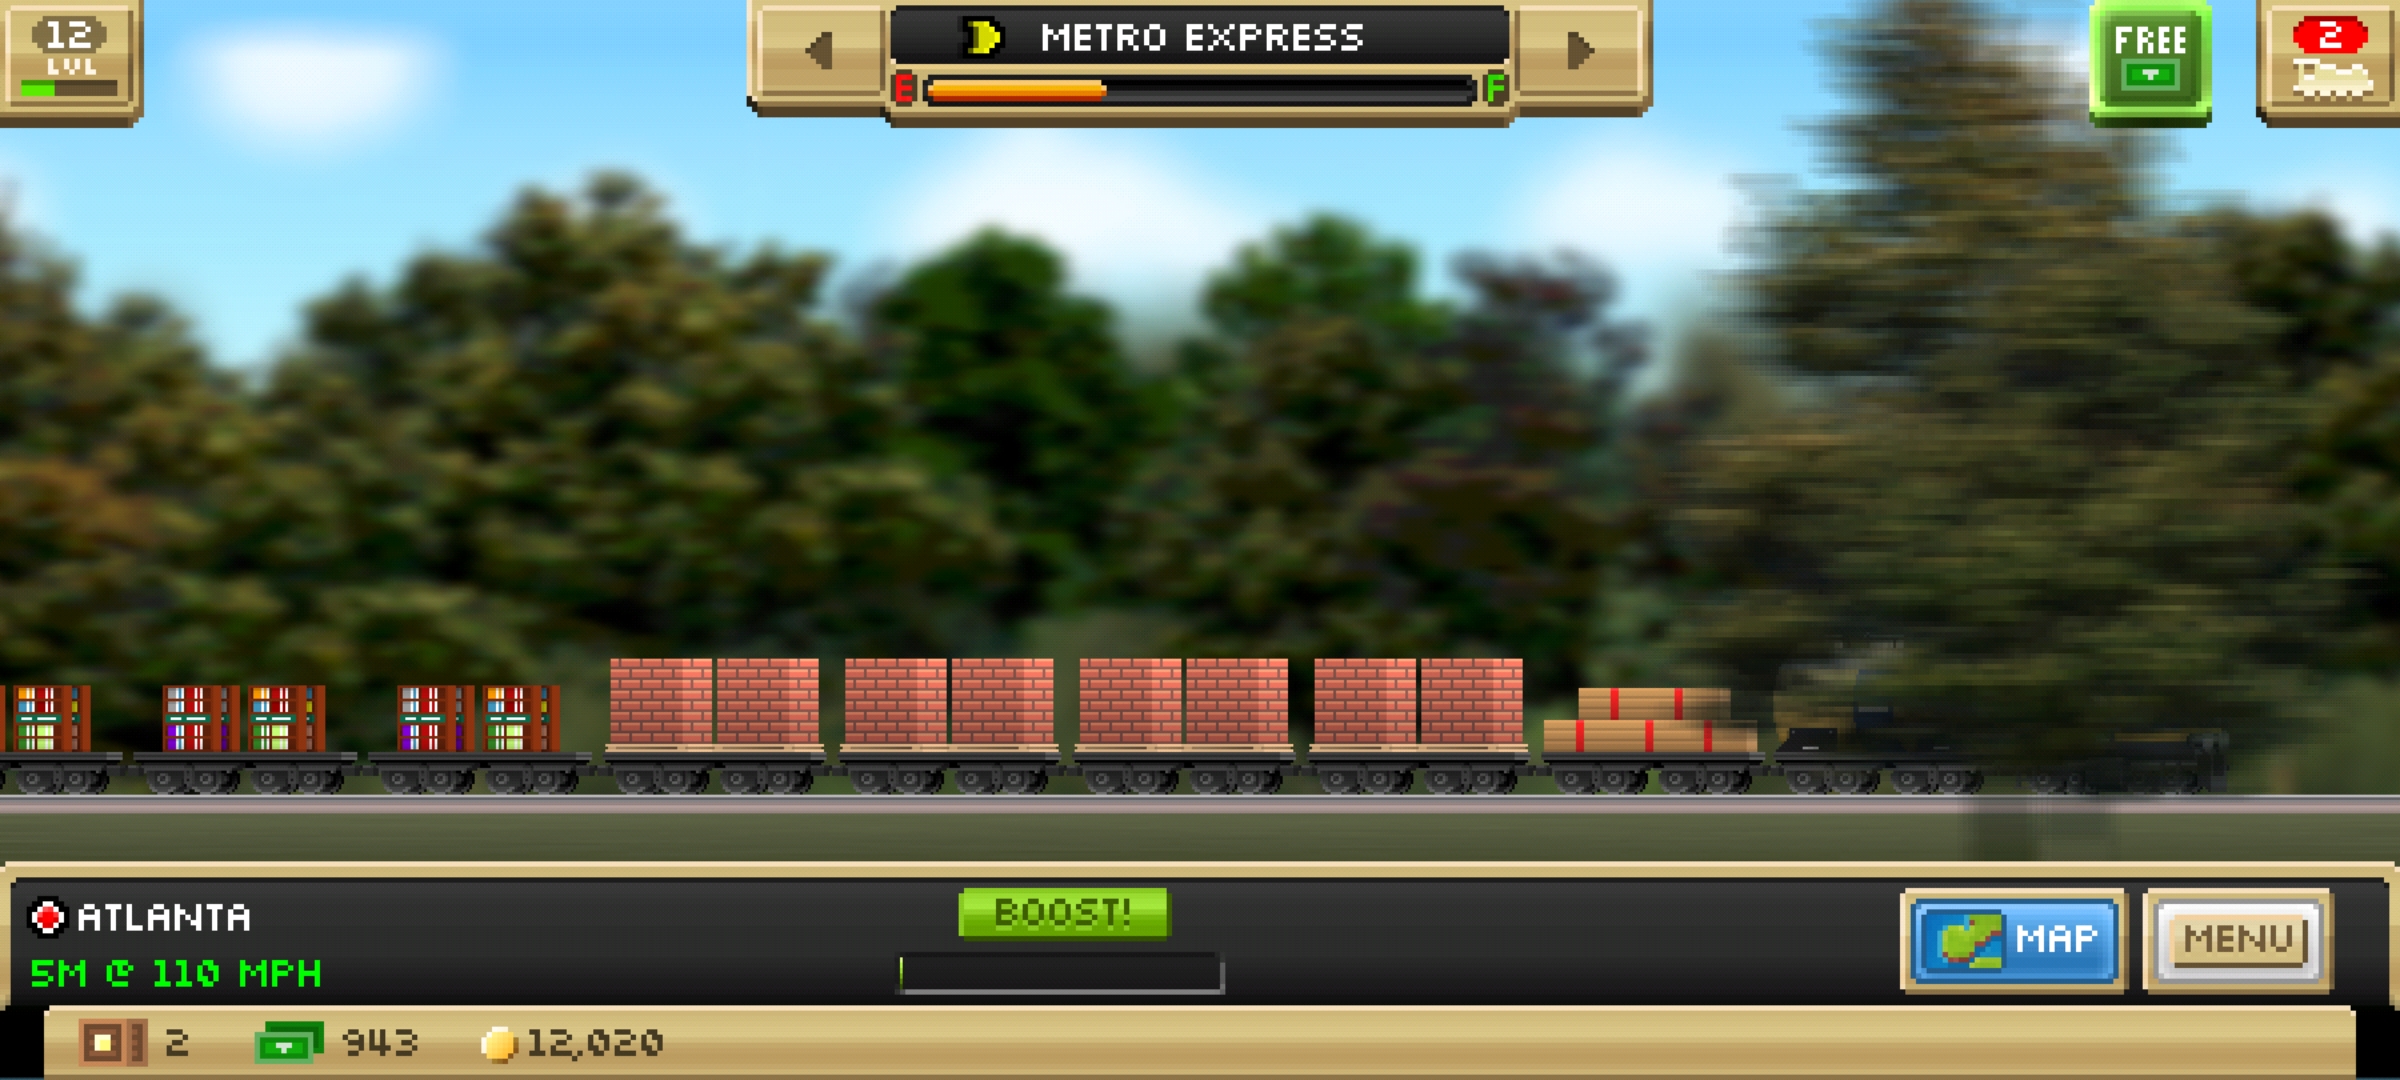 12
LVL
METRO EXPRESS
E F
FREE
2
ATLANTA
5M @ 110 MPH
BOOST!
MAP
MENU
2 943 12,020